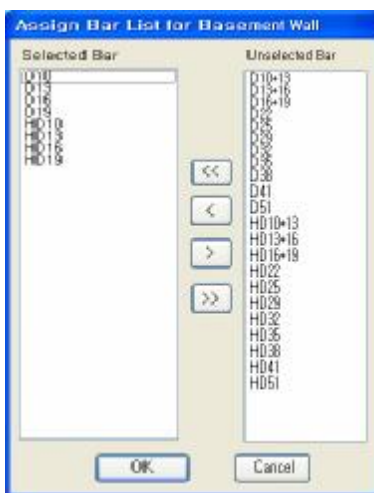 Assign Bar List for Basement Wall
Selected Bar
D10
D13
D16
D19
HD10
HD13
HD16
HD19
<<
<
>
>>
Unselected Bar
D10+13
D13+16
D16+19
D22
D25
D29
D32
D35
D38
D41
D51
HD10+13
HD13+16
HD16+19
HD22
HD25
HD29
HD32
HD35
HD38
HD41
HD51
OK
Cancel